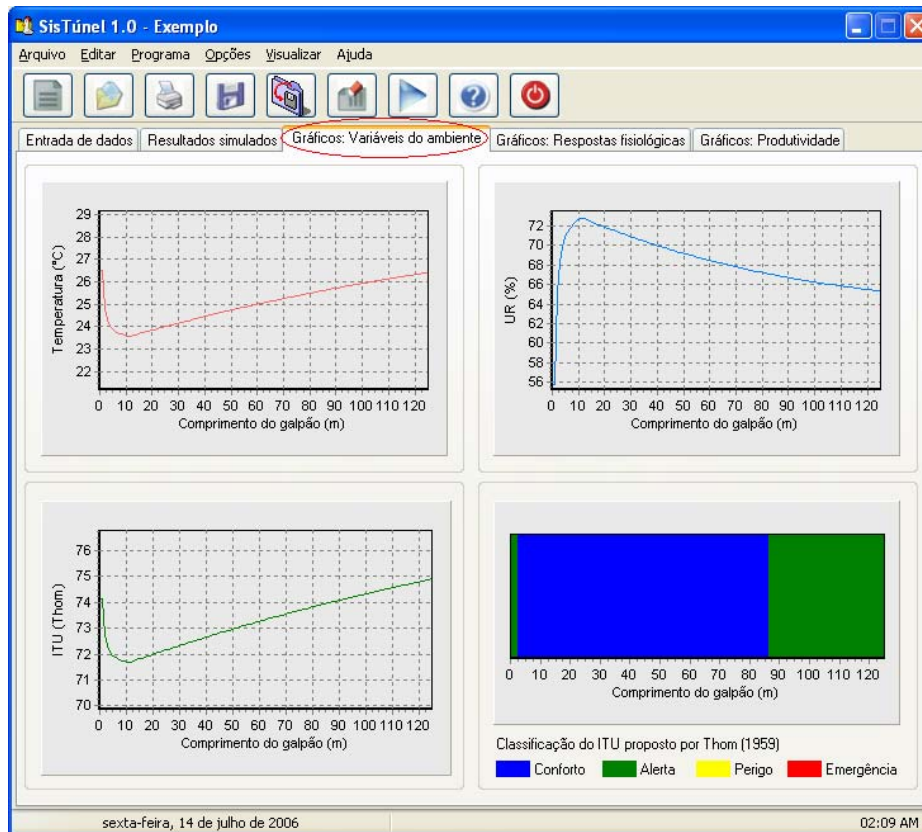 SisTúnel 1.0 - Exemplo
Arquivo Editar Programa Opções Visualizar Ajuda
Entrada de dados Resultados simulados Gráficos: Variáveis do ambiente Gráficos: Respostas fisiológicas Gráficos: Produtividade
Temperatura (°C)
29
28
27
26
25
24
23
22
0 10 20 30 40 50 60 70 80 90 100 110 120
Comprimento do galpão (m)
UR (%)
72
70
68
66
64
62
60
58
56
0 10 20 30 40 50 60 70 80 90 100 110 120
Comprimento do galpão (m)
ITU (Thom)
76
75
74
73
72
71
70
0 10 20 30 40 50 60 70 80 90 100 110 120
Comprimento do galpão (m)
0 10 20 30 40 50 60 70 80 90 100 110 120
Comprimento do galpão (m)
Classificação do ITU proposto por Thom (1959)
Conforto Alerta Perigo Emergência
sexta-feira, 14 de julho de 2006 02:09 AM